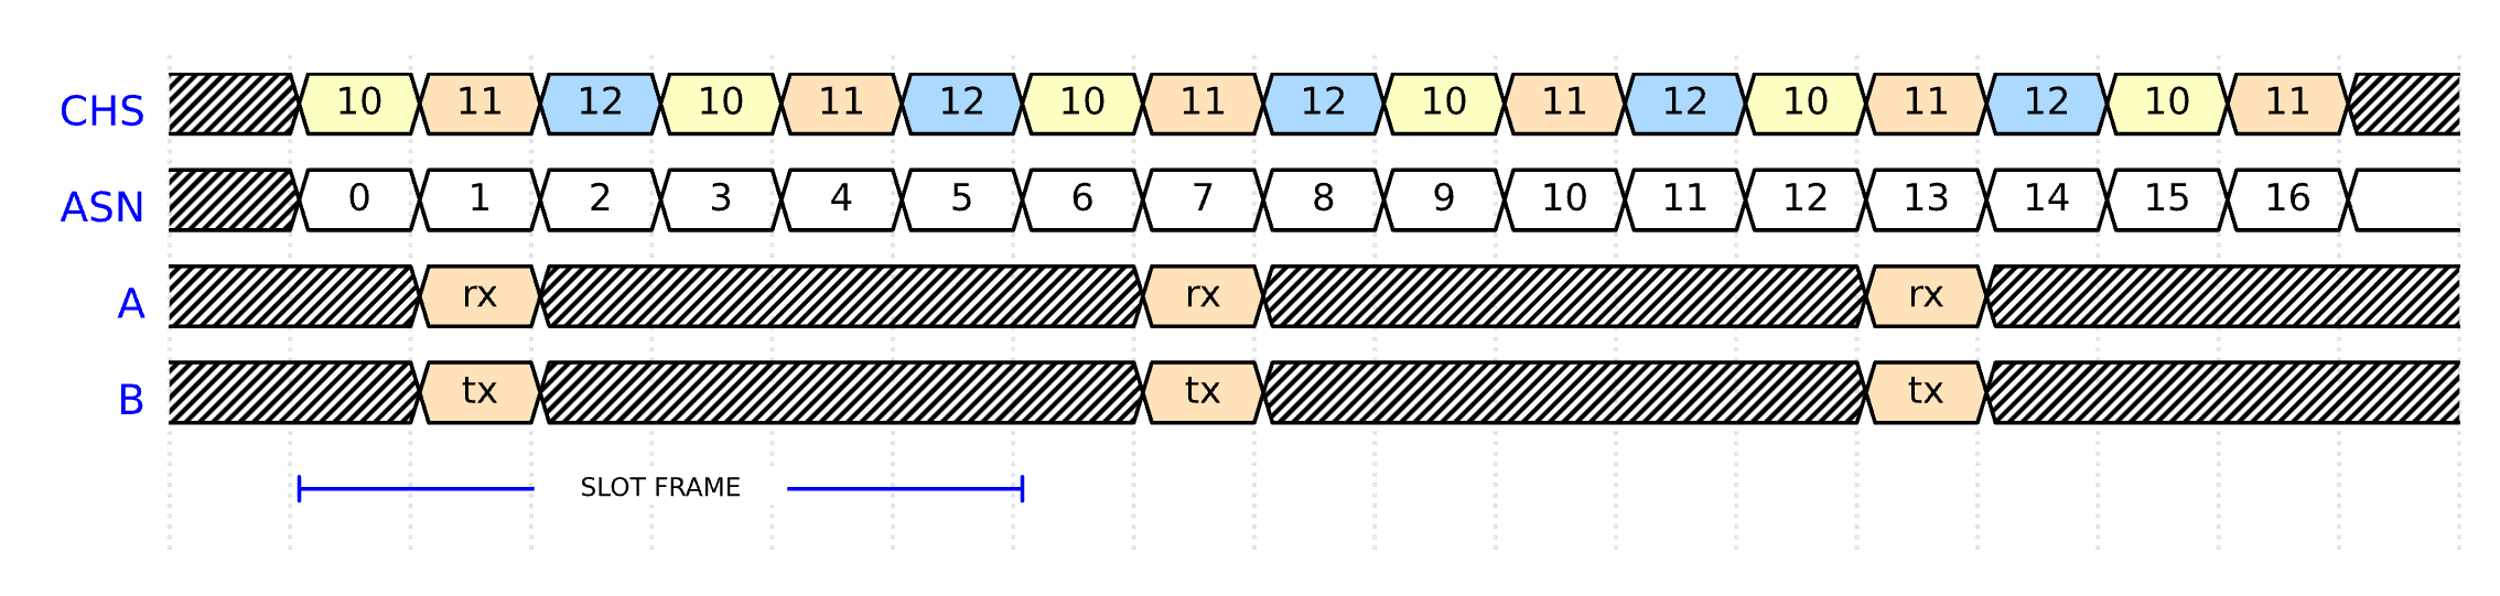 CHS 10 11 12 10 11 12 10 11 12 10 11 12 10 11 12 10 11
ASN 0 1 2 3 4 5 6 7 8 9 10 11 12 13 14 15 16
A rx rx rx
B tx tx tx
SLOT FRAME